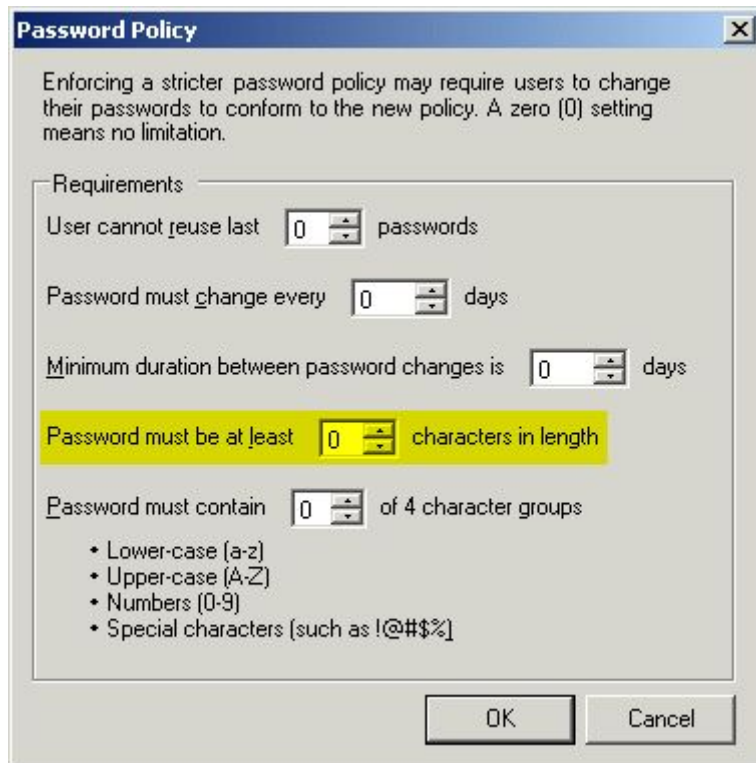 Password Policy
Enforcing a stricter password policy may require users to change
their passwords to conform to the new policy. A zero (0) setting
means no limitation.
Requirements
User cannot reuse last 0 passwords
Password must change every 0 days
Minimum duration between password changes is 0 days
Password must be at least 0 characters in length
Password must contain 0 of 4 character groups
• Lower-case (a-z)
• Upper-case (A-Z)
• Numbers (0-9)
• Special characters (such as !@#$%)
OK Cancel